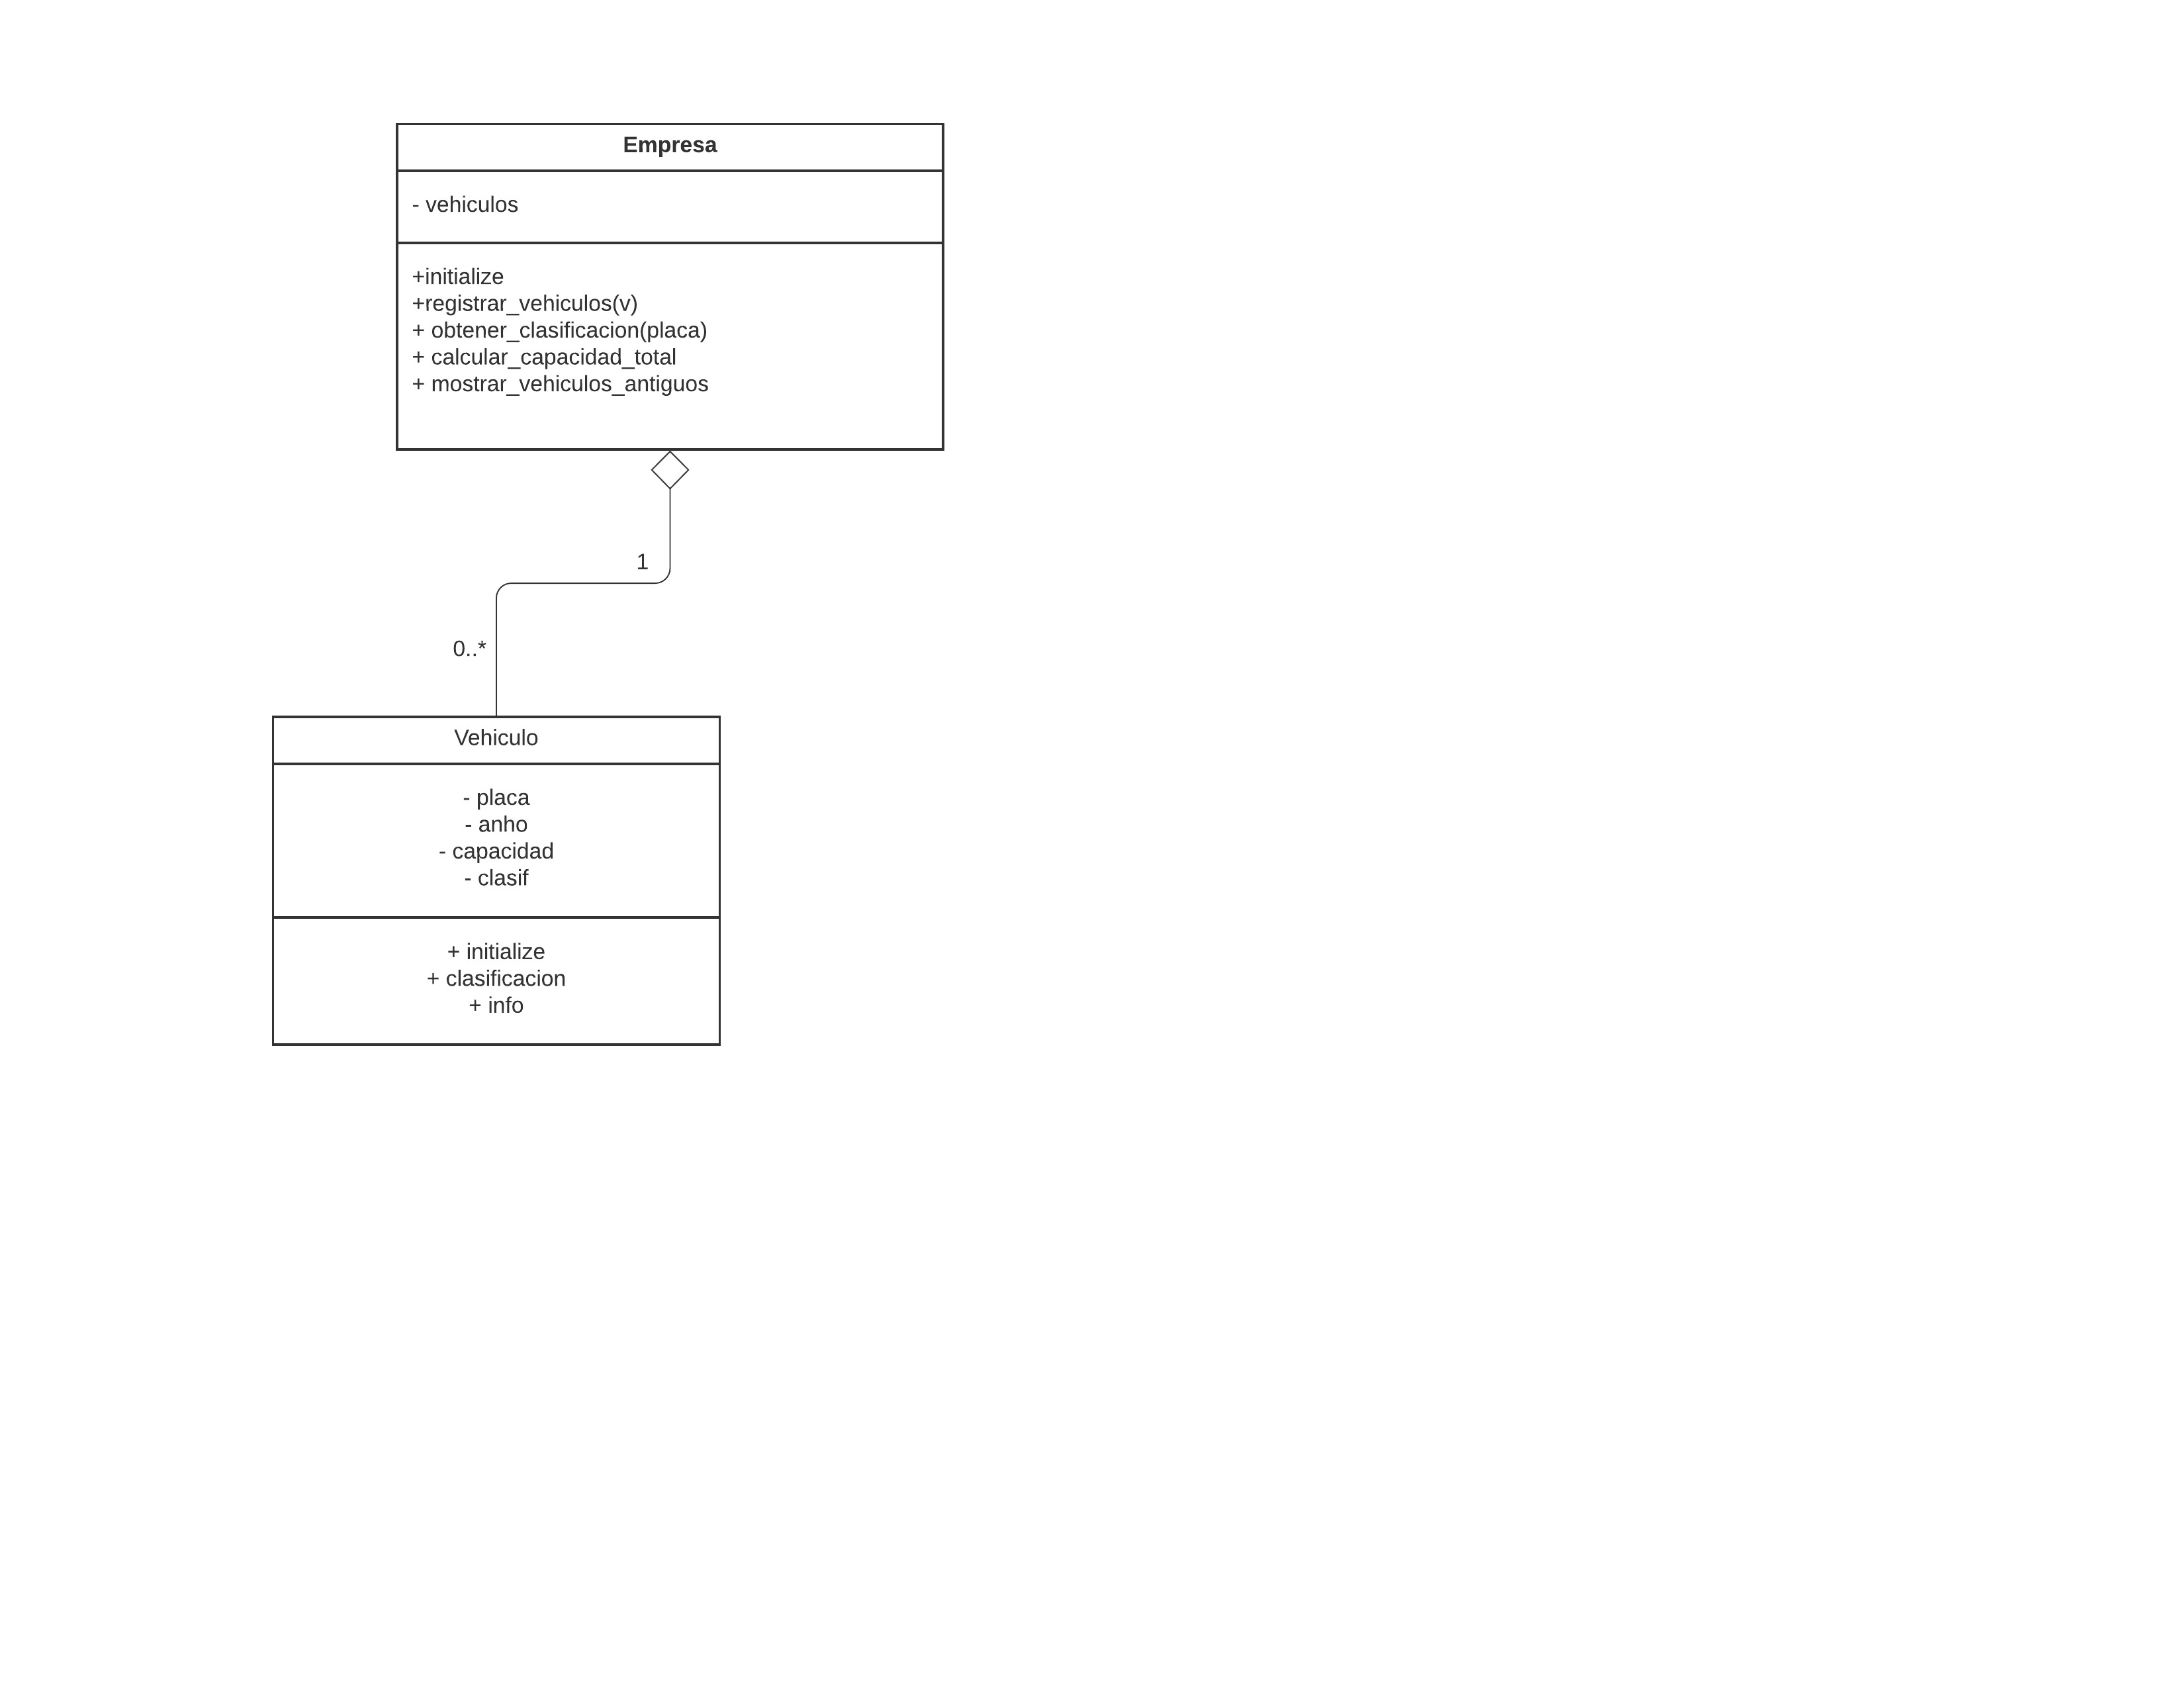 Empresa
- vehiculos
+initialize
+registrar_vehiculos(v)
+ obtener_clasificacion(placa)
+ calcular_capacidad_total
+ mostrar_vehiculos_antiguos
1
0..*
Vehiculo
- placa
- anho
- capacidad
- clasif
+ initialize
+ clasificacion
+ info